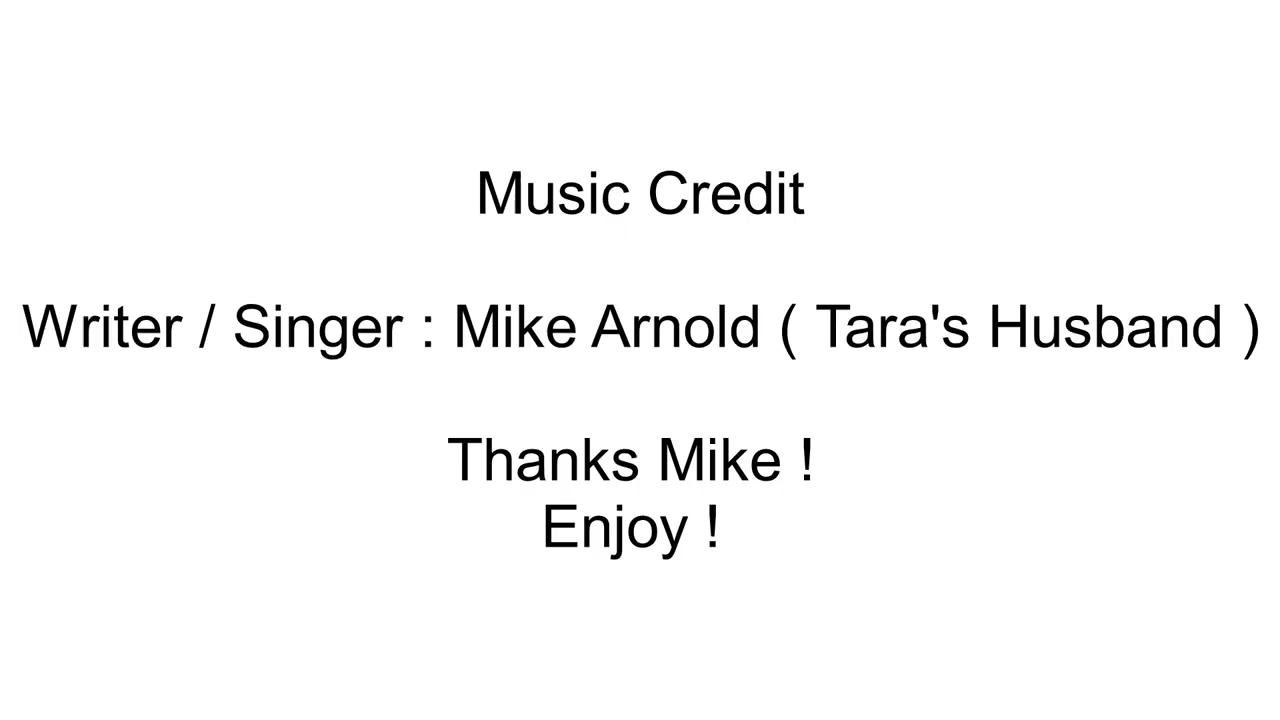 Music Credit
Writer / Singer : Mike Arnold ( Tara's Husband )
Thanks Mike !
Enjoy !